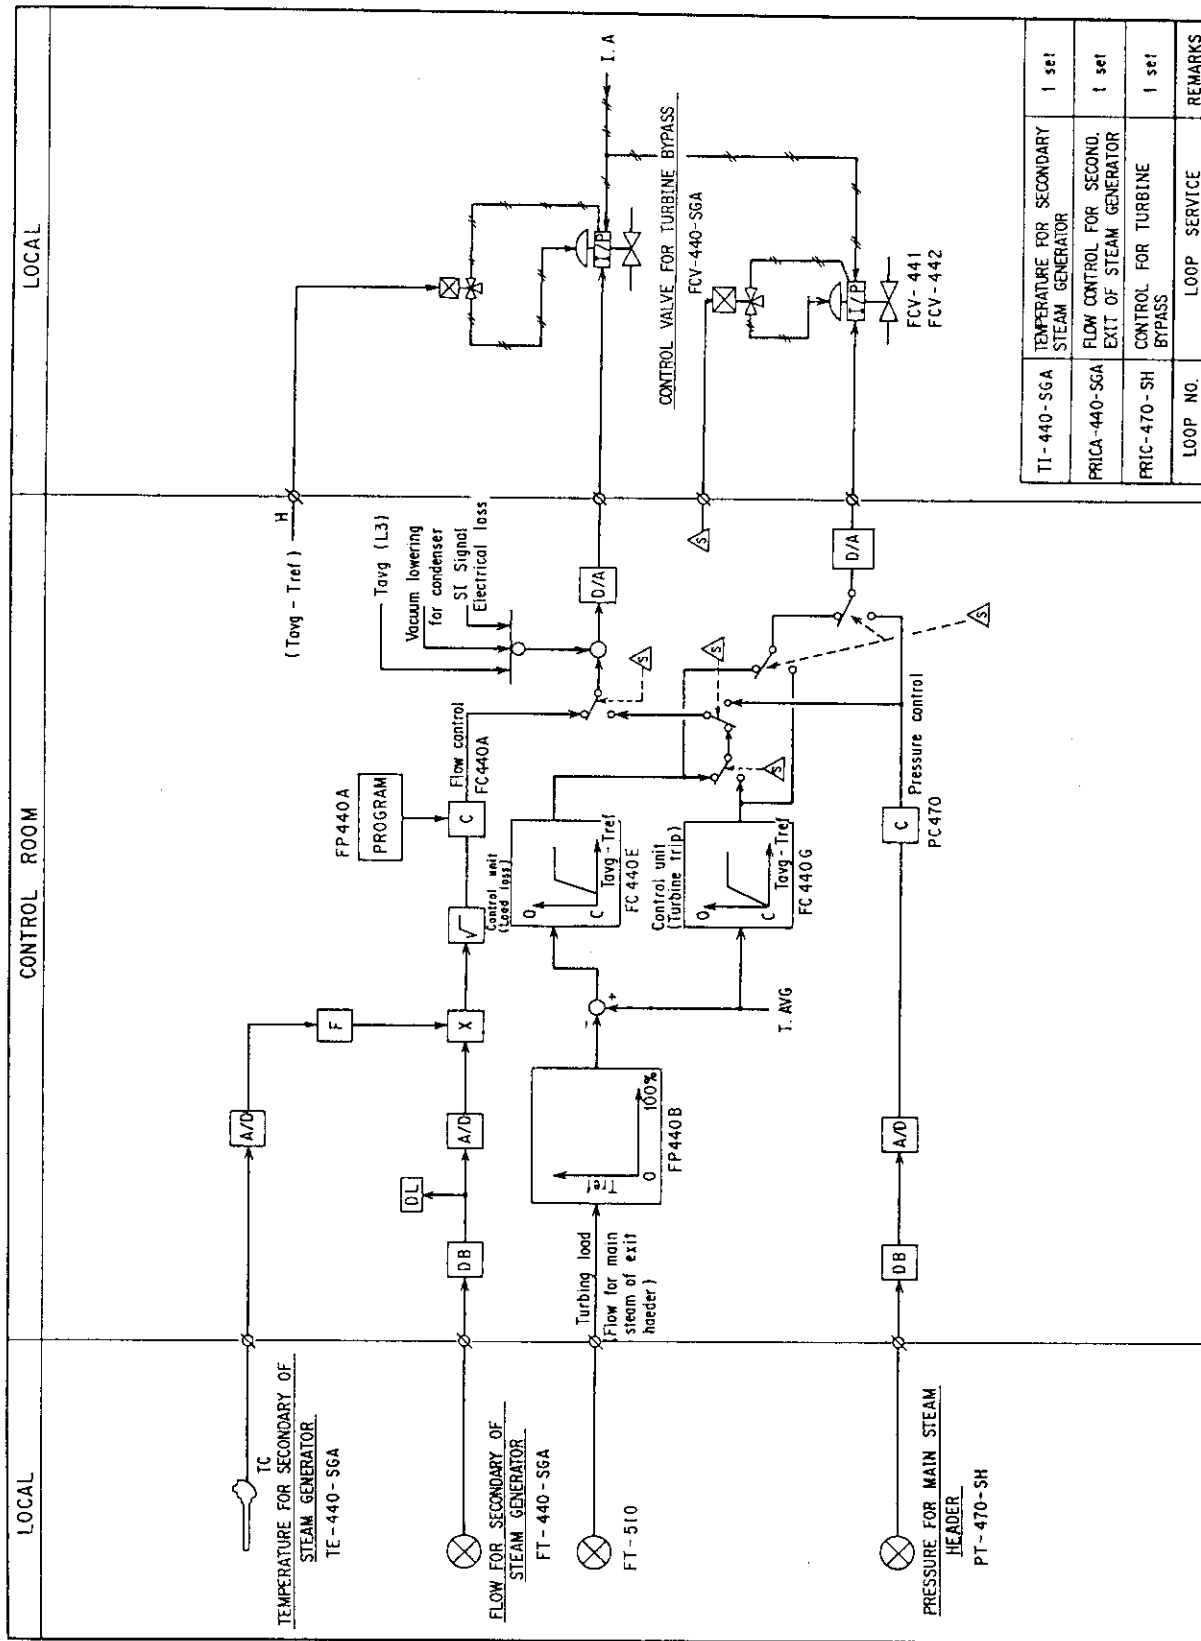 LOCAL
CONTROL ROOM
LOCAL
TC
TEMPERATURE FOR SECONDARY OF
STEAM GENERATOR
TE-440-SGA
FLOW FOR SECONDARY OF
STEAM GENERATOR
FT-440-SGA
FT-510
PRESSURE FOR MAIN STEAM
HEADER
PT-470-SH
A/D
F
DB
DL
A/D
X
√
FP440A
PROGRAM
C
Flow control
FC440A
Turbing load
(Flow for main
steam of exit
haeder)
Tref
0
100%
FP440B
-
+
T.AVG
Control unit
(Load loss)
O
C
Tavg-Tref
FC440E
Control unit
(Turbine trip)
O
C
Tavg-Tref
FC440G
DB
A/D
C
PC470
Pressure control
S
S
S
S
(Tavg-Tref)
H
Tavg (L3)
Vacuum lowering
for condenser
SI Signal
Electrical loss
D/A
S
D/A
I/P
I.A
CONTROL VALVE FOR TURBINE BYPASS
FCV-440-SGA
I/P
FCV-441
FCV-442
TI-440-SGA TEMPERATURE FOR SECONDARY 1 set
STEAM GENERATOR
PRICA-440-SGA FLOW CONTROL FOR SECOND. 1 set
EXIT OF STEAM GENERATOR
PRIC-470-SH CONTROL FOR TURBINE 1 set
BYPASS
LOOP NO. LOOP SERVICE REMARKS